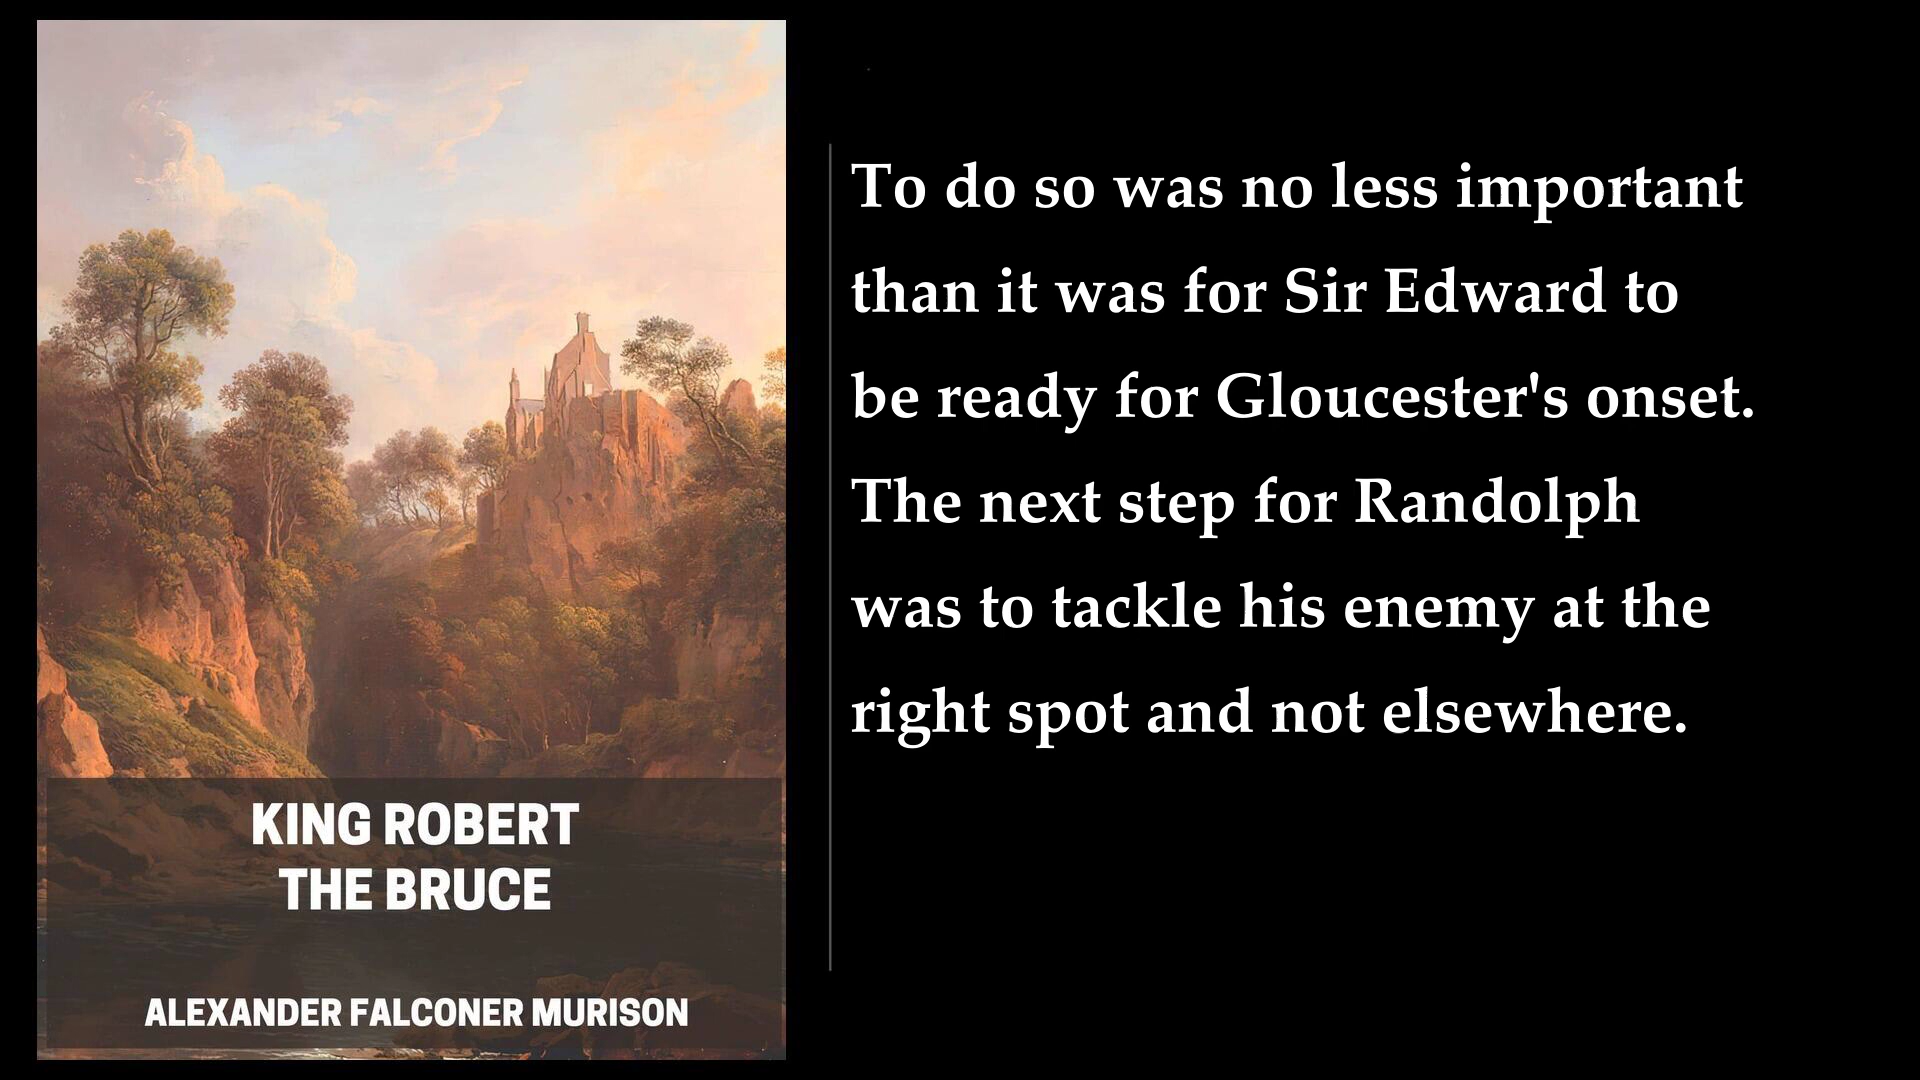 KING ROBERT
THE BRUCE
ALEXANDER FALCONER MURISON
To do so was no less important
than it was for Sir Edward to
be ready for Gloucester's onset.
The next step for Randolph
was to tackle his enemy at the
right spot and not elsewhere.